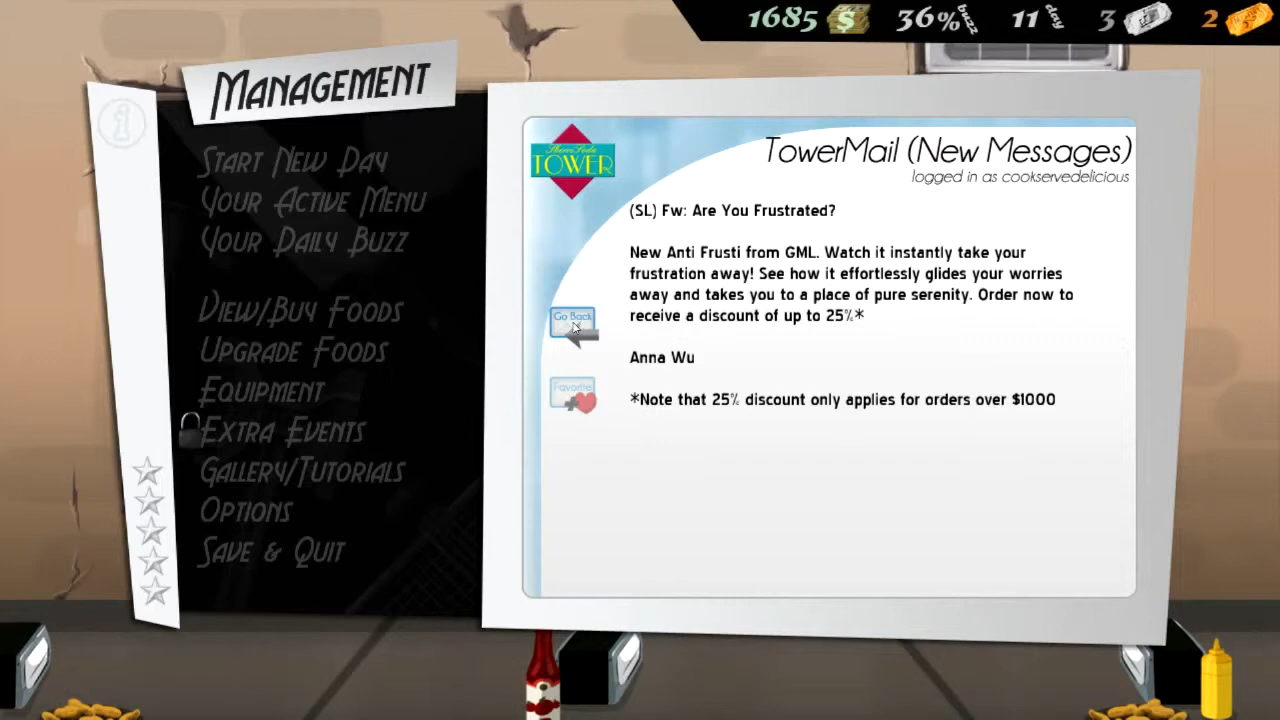 1685 $ 36% buzz 11 day 3 2
Management
Start New Day
Your Active Menu
Your Daily Buzz
View/Buy Foods
Upgrade Foods
Equipment
Extra Events
Gallery/Tutorials
Options
Save & Quit
SherriSoda
TOWER
TowerMail (New Messages)
logged in as cookservedelicious
(SL) Fw: Are You Frustrated?
New Anti Frusti from GML. Watch it instantly take your
frustration away! See how it effortlessly glides your worries
away and takes you to a place of pure serenity. Order now to
receive a discount of up to 25%*
Anna Wu
*Note that 25% discount only applies for orders over $1000
Go Back
Favorite